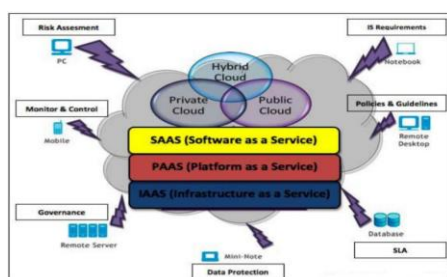 Risk Assesment
PC
IS Requirements
Notebook
Hybrid
Cloud
Private
Cloud
Public
Cloud
Monitor & Control
Mobile
Policies & Guidelines
Remote
Desktop
SAAS (Software as a Service)
PAAS (Platform as a Service)
IAAS (Infrastructure as a Service)
Governance
Remote Server
Database
SLA
Mini-Note
Data Protection